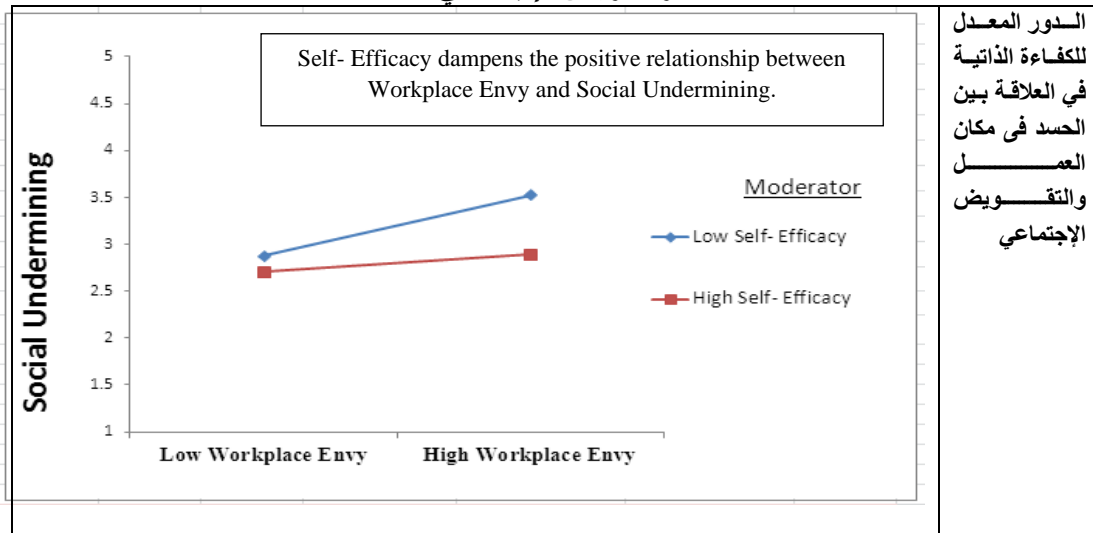 Self- Efficacy dampens the positive relationship between
Workplace Envy and Social Undermining.
الدور المعدل
للكفاءة الذاتية
في العلاقة بين
الحسد فى مكان
العمل
والتقويض
الإجتماعي
Social Undermining
5
4.5
4
3.5
3
2.5
2
1.5
1
Moderator
Low Self- Efficacy
High Self- Efficacy
Low Workplace Envy
High Workplace Envy